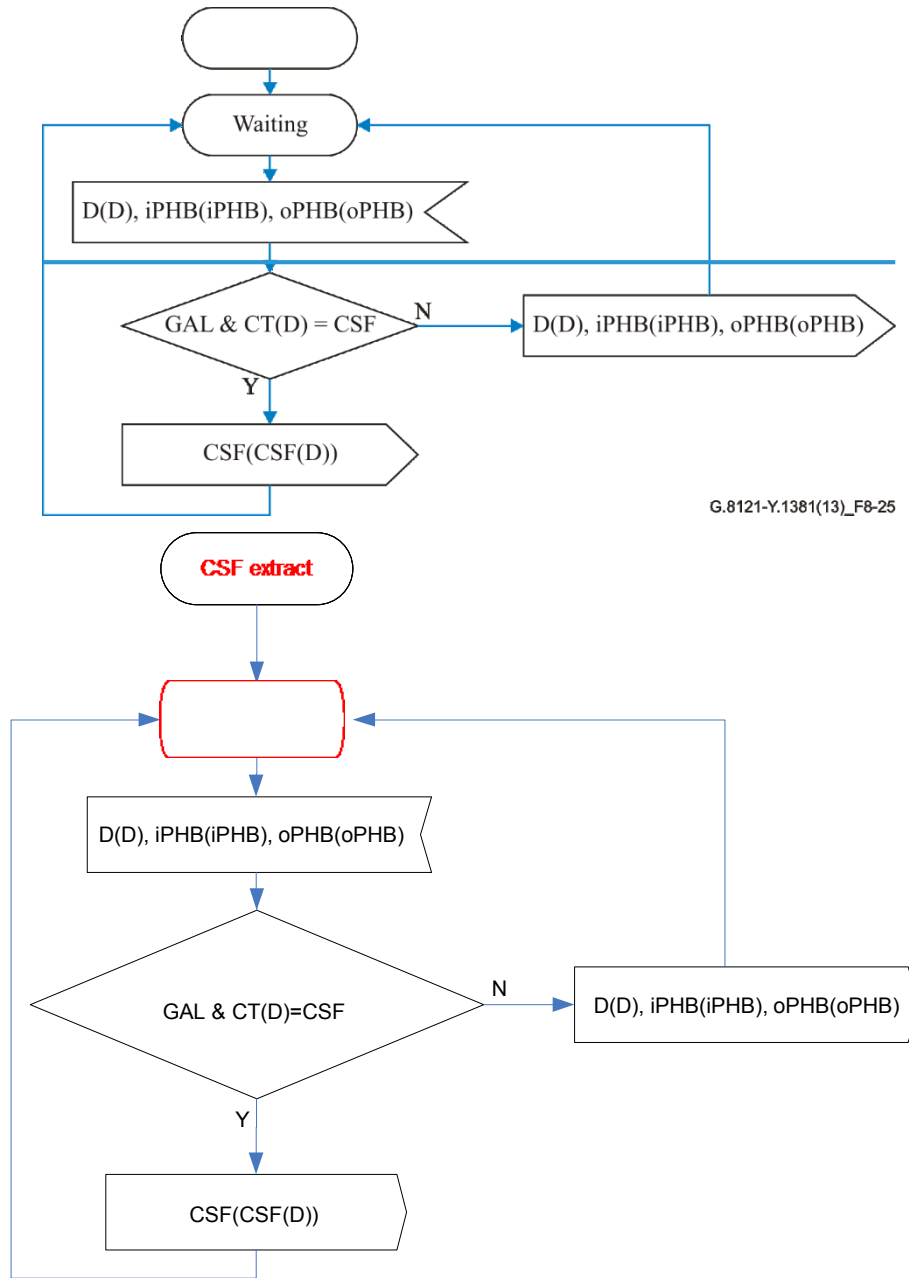 Waiting
D(D), iPHB(iPHB), oPHB(oPHB)
GAL & CT(D) = CSF
N
D(D), iPHB(iPHB), oPHB(oPHB)
Y
CSF(CSF(D))
G.8121-Y.1381(13)_F8-25
CSF extract
D(D), iPHB(iPHB), oPHB(oPHB)
GAL & CT(D)=CSF
N
D(D), iPHB(iPHB), oPHB(oPHB)
Y
CSF(CSF(D))